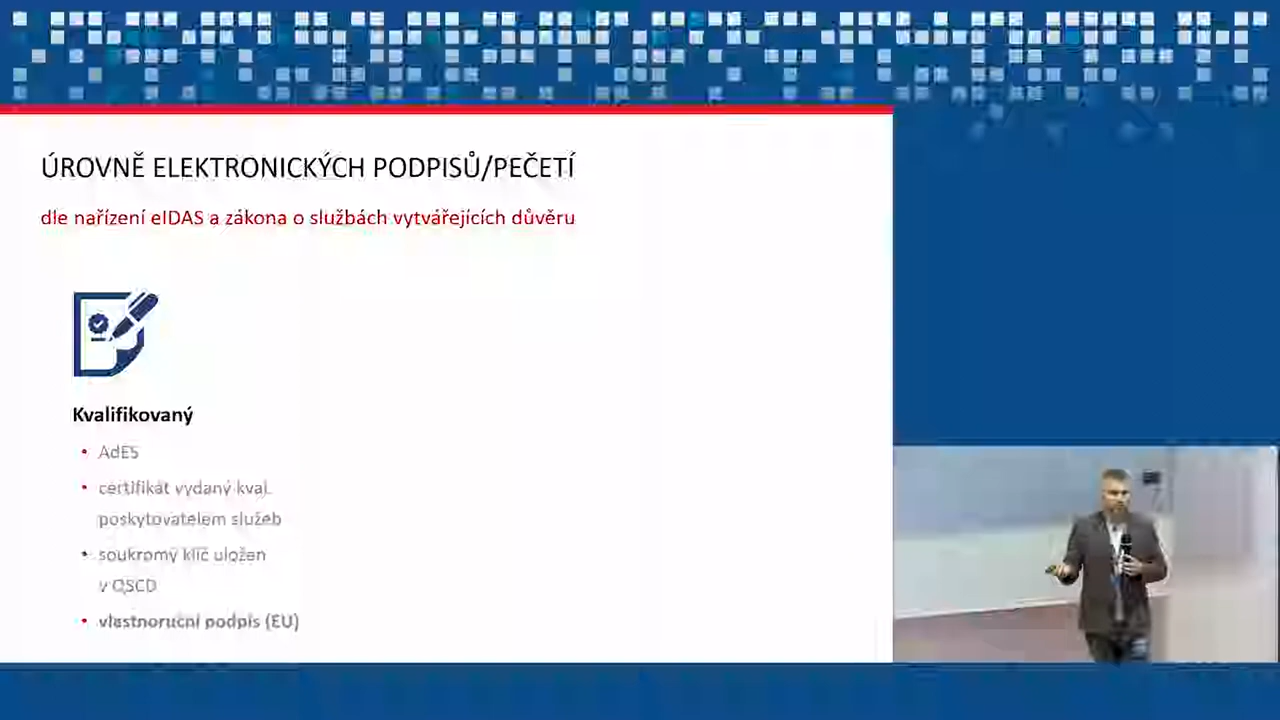 ÚROVNĚ ELEKTRONICKÝCH PODPISŮ/PEČETÍ
dle nařízení eIDAS a zákona o službách vytvářejících důvěru
Kvalifikovaný
• AdES
• certifikát vydaný kval.
poskytovatelem služeb
• soukromý klíč uložen
v QSCD
• vlastnoruční podpis (EU)